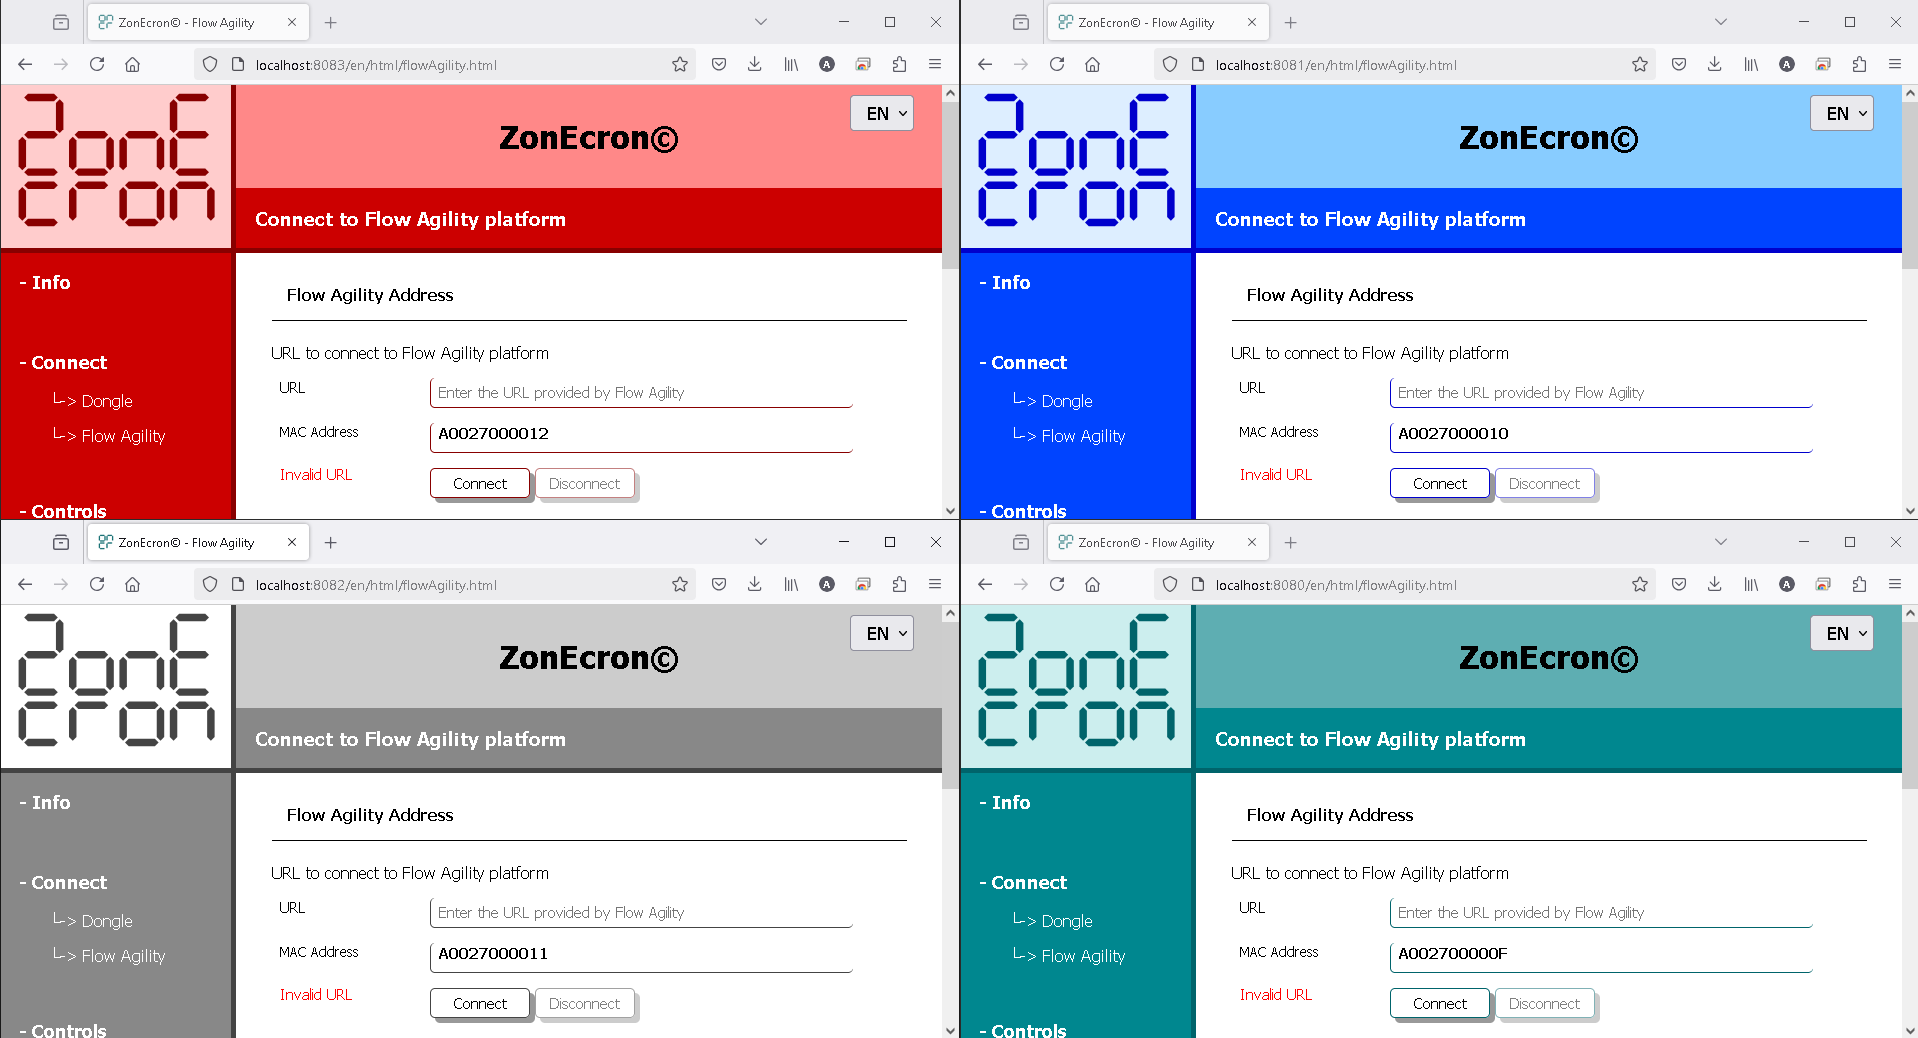 ZonEcron© - Flow Agility
localhost:8083/en/html/flowAgility.html
ZonE
cron
ZonEcron©
EN
Connect to Flow Agility platform
- Info
- Connect
└-> Dongle
└-> Flow Agility
- Controls
Flow Agility Address
URL to connect to Flow Agility platform
URL
Enter the URL provided by Flow Agility
MAC Address
A0027000012
Invalid URL
Connect
Disconnect
ZonEcron© - Flow Agility
localhost:8081/en/html/flowAgility.html
A
ZonE
cron
ZonEcron©
EN
Connect to Flow Agility platform
- Info
- Connect
└-> Dongle
└-> Flow Agility
- Controls
Flow Agility Address
URL to connect to Flow Agility platform
URL
Enter the URL provided by Flow Agility
MAC Address
A0027000010
Invalid URL
Connect
Disconnect
ZonEcron© - Flow Agility
localhost:8082/en/html/flowAgility.html
A
ZonE
cron
ZonEcron©
EN
Connect to Flow Agility platform
- Info
- Connect
└-> Dongle
└-> Flow Agility
- Controls
Flow Agility Address
URL to connect to Flow Agility platform
URL
Enter the URL provided by Flow Agility
MAC Address
A0027000011
Invalid URL
Connect
Disconnect
ZonEcron© - Flow Agility
localhost:8080/en/html/flowAgility.html
A
ZonE
cron
ZonEcron©
EN
Connect to Flow Agility platform
- Info
- Connect
└-> Dongle
└-> Flow Agility
- Controls
Flow Agility Address
URL to connect to Flow Agility platform
URL
Enter the URL provided by Flow Agility
MAC Address
A002700000F
Invalid URL
Connect
Disconnect